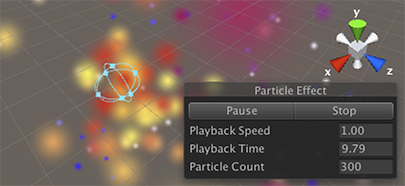 y
x
z
Particle Effect
Pause Stop
Playback Speed 1.00
Playback Time 9.79
Particle Count 300